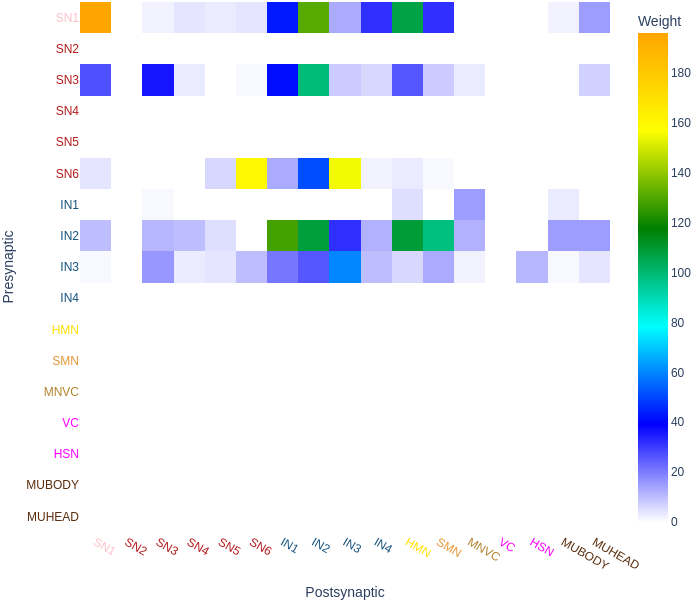 Weight
SN1
SN2
SN3
SN4
SN5
SN6
IN1
IN2
IN3
IN4
HMN
SMN
MNVC
VC
HSN
MUBODY
MUHEAD
Presynaptic
180
160
140
120
100
80
60
40
20
0
SN1 SN2 SN3 SN4 SN5 SN6 IN1 IN2 IN3 IN4 HMN SMN MNVC VC HSN MUBODY MUHEAD
Postsynaptic